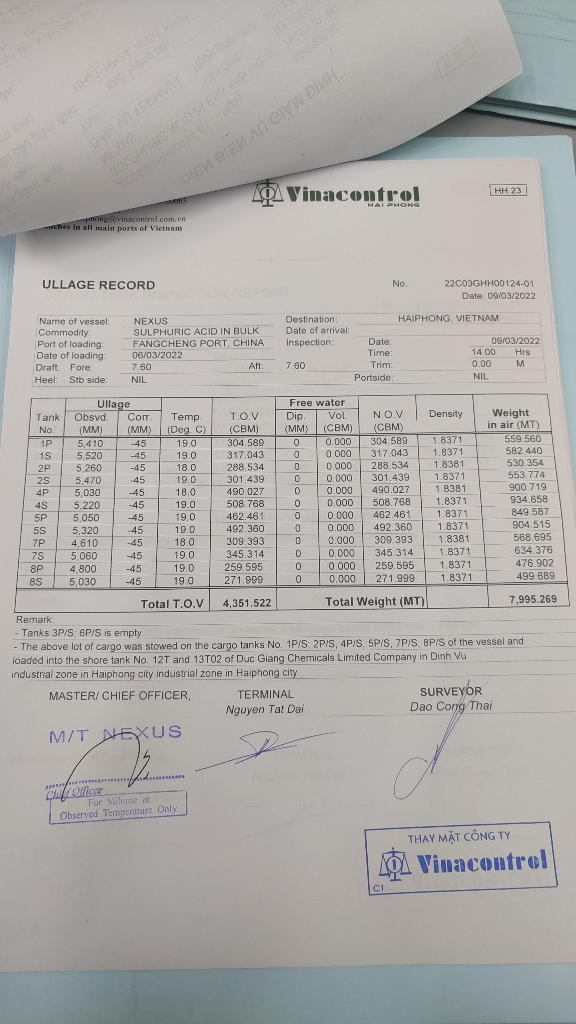 Vinacontrol
HAI PHONG
HH 23
phong@vinacontrol.com.vn
in all main ports of Vietnam
ULLAGE RECORD
No. 22C03GHH00124-01
Date: 09/03/2022
Name of vessel: NEXUS Destination: HAIPHONG, VIETNAM
Commodity: SULPHURIC ACID IN BULK Date of arrival:
Port of loading: FANGCHENG PORT, CHINA Inspection: Date: 09/03/2022
Date of loading: 06/03/2022 Time: 14.00 Hrs
Draft: Fore: 7.60 Aft: 7.60 Trim: 0.00 M
Heel: Stb side: NIL Portside: NIL
Ullage Free water
Tank Obsvd. Corr. Temp. T.O.V Dip. Vol. N.O.V Density Weight
No. (MM) (MM) (Deg. C) (CBM) (MM) (CBM) (CBM) in air (MT)
1P 5,410 -45 19.0 304.589 0 0.000 304.589 1.8371 559.560
1S 5,520 -45 19.0 317.043 0 0.000 317.043 1.8371 582.440
2P 5,260 -45 18.0 288.534 0 0.000 288.534 1.8381 530.354
2S 5,470 -45 19.0 301.439 0 0.000 301.439 1.8371 553.774
4P 5,030 -45 18.0 490.027 0 0.000 490.027 1.8381 900.719
4S 5,220 -45 19.0 508.768 0 0.000 508.768 1.8371 934.658
5P 5,050 -45 19.0 462.461 0 0.000 462.461 1.8371 849.587
5S 5,320 -45 19.0 492.360 0 0.000 492.360 1.8371 904.515
7P 4,610 -45 18.0 309.393 0 0.000 309.393 1.8381 568.695
7S 5,060 -45 19.0 345.314 0 0.000 345.314 1.8371 634.376
8P 4,800 -45 19.0 259.595 0 0.000 259.595 1.8371 476.902
8S 5,030 -45 19.0 271.999 0 0.000 271.999 1.8371 499.689
Total T.O.V 4,351.522 Total Weight (MT) 7,995.269
Remark:
- Tanks 3P/S; 6P/S is empty.
- The above lot of cargo was stowed on the cargo tanks No. 1P/S; 2P/S, 4P/S, 5P/S, 7P/S; 8P/S of the vessel and
loaded into the shore tank No. 12T and 13T02 of Duc Giang Chemicals Limited Company in Dinh Vu
industrial zone in Haiphong city industrial zone in Haiphong city.
MASTER/ CHIEF OFFICER, TERMINAL SURVEYOR
Nguyen Tat Dai Dao Cong Thai
M/T NEXUS
Chief Officer
For Volume at
Observed Temperature Only
THAY MẶT CÔNG TY
Vinacontrol
C1